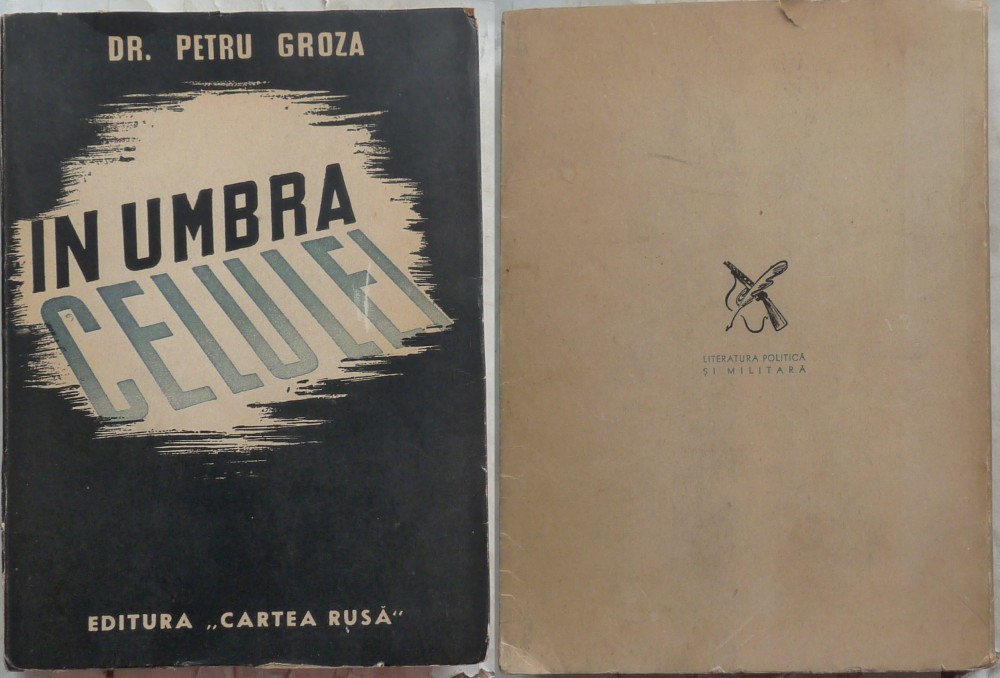 DR. PETRU GROZA
IN UMBRA
CELULEI
EDITURA „CARTEA RUSĂ“
LITERATURA POLITICĂ
ȘI MILITARĂ